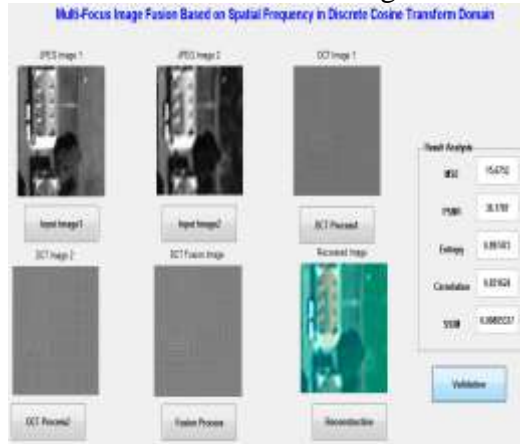 Multi-Focus Image Fusion Based on Spatial Frequency in Discrete Cosine Transform Domain
JPEG Image 1
JPEG Image 2
DCT Image 1
Input Image1
Input Image2
DCT Process1
Result Analysis
MSE
PSNR
Entropy
Correlation
SSIM
Validation
DCT Image 2
DCT Fusion Image
Recovered Image
DCT Process2
Fusion Process
Reconstruction